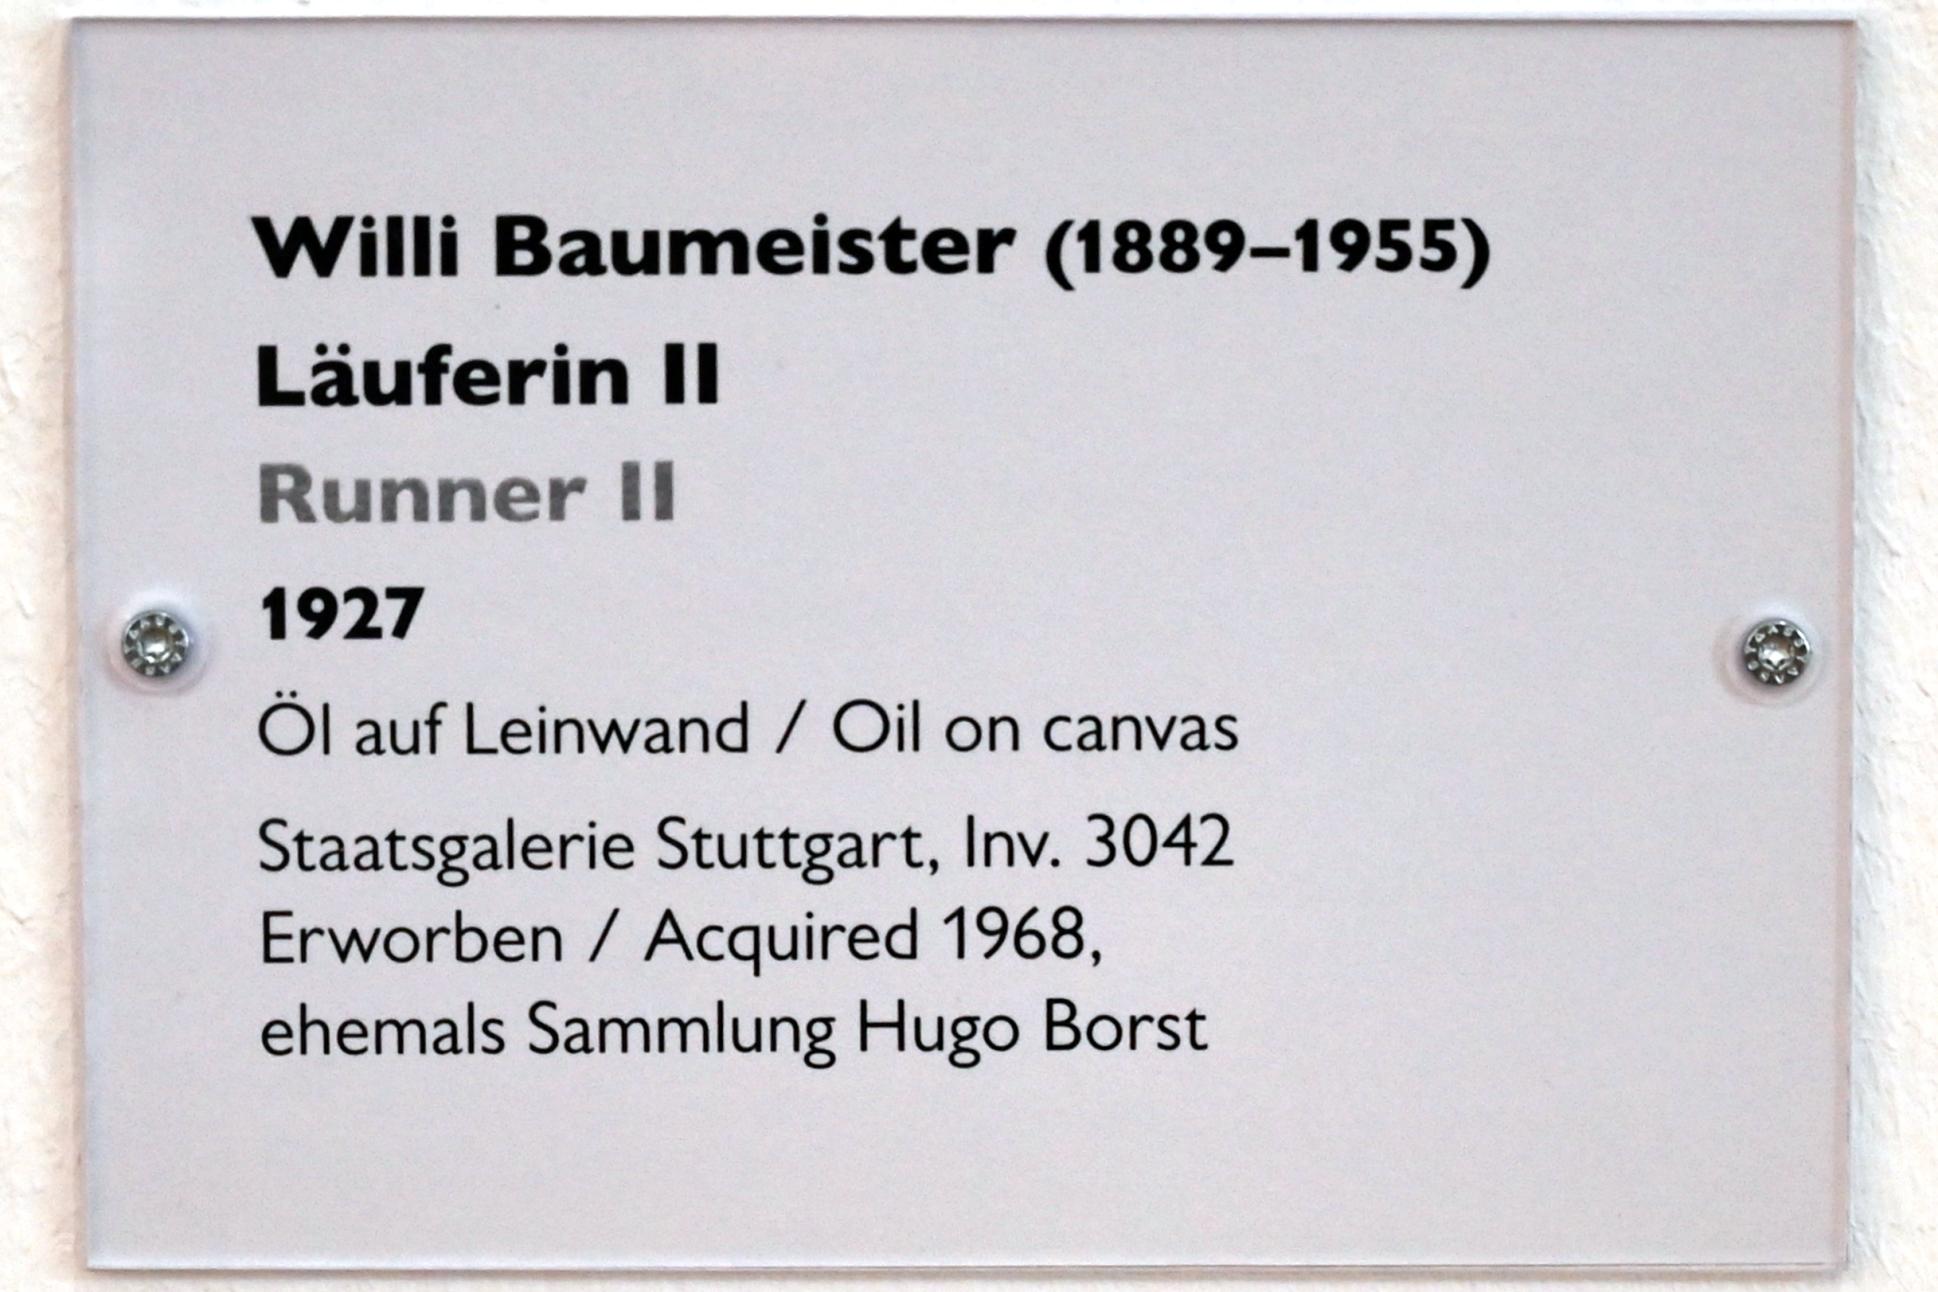 Willi Baumeister (1889–1955)
Läuferin II
Runner II
1927
Öl auf Leinwand / Oil on canvas
Staatsgalerie Stuttgart, Inv. 3042
Erworben / Acquired 1968,
ehemals Sammlung Hugo Borst